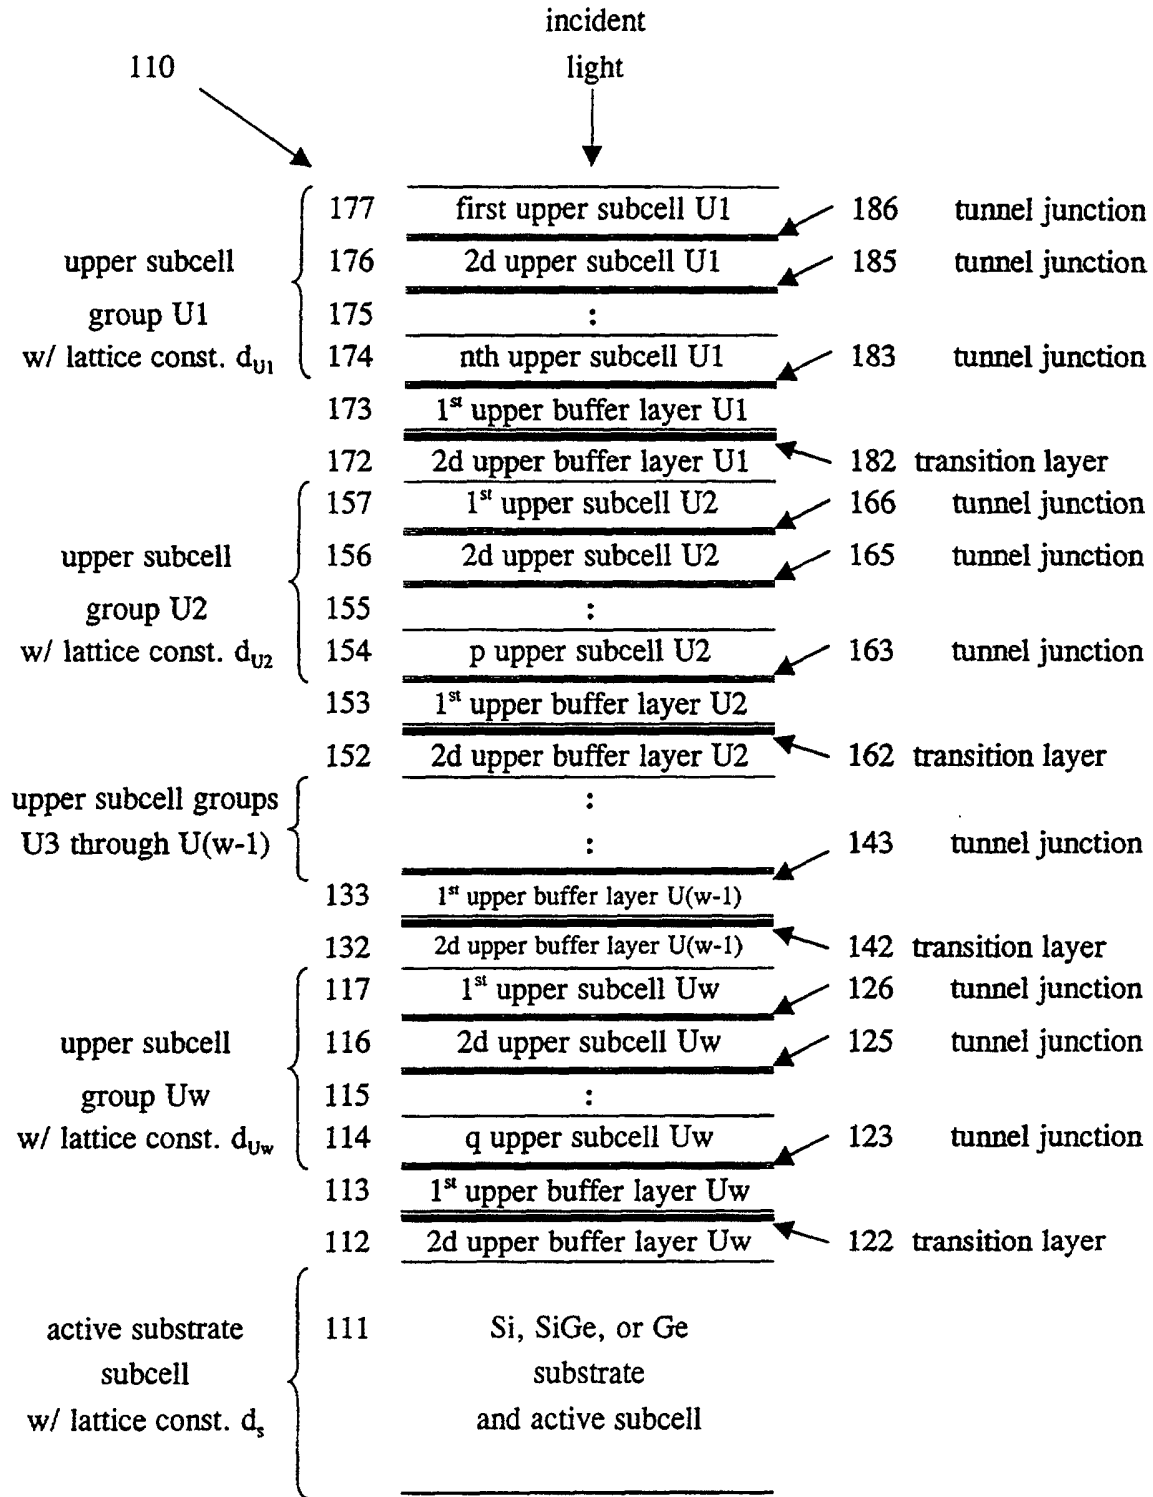 incident
110 light
177 first upper subcell U1 186 tunnel junction
upper subcell 176 2d upper subcell U1 185 tunnel junction
group U1 175 :
w/ lattice const. d_U1 174 nth upper subcell U1 183 tunnel junction
173 1st upper buffer layer U1
172 2d upper buffer layer U1 182 transition layer
157 1st upper subcell U2 166 tunnel junction
upper subcell 156 2d upper subcell U2 165 tunnel junction
group U2 155 :
w/ lattice const. d_U2 154 p upper subcell U2 163 tunnel junction
153 1st upper buffer layer U2
152 2d upper buffer layer U2 162 transition layer
upper subcell groups :
U3 through U(w-1) : 143 tunnel junction
133 1st upper buffer layer U(w-1)
132 2d upper buffer layer U(w-1) 142 transition layer
117 1st upper subcell Uw 126 tunnel junction
upper subcell 116 2d upper subcell Uw 125 tunnel junction
group Uw 115 :
w/ lattice const. d_Uw 114 q upper subcell Uw 123 tunnel junction
113 1st upper buffer layer Uw
112 2d upper buffer layer Uw 122 transition layer
active substrate 111 Si, SiGe, or Ge
subcell substrate
w/ lattice const. d_s and active subcell